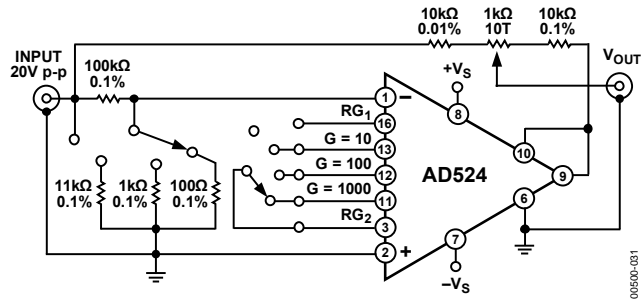 10kΩ
0.01%
1kΩ
10T
10kΩ
0.1%
INPUT
20V p-p
100kΩ
0.1%
VOUT
+VS
1
–
8
RG1
16
G = 10
13
10
G = 100
12
AD524
9
11kΩ
0.1%
1kΩ
0.1%
100Ω
0.1%
G = 1000
11
6
RG2
3
2
+
7
–VS
00500-031